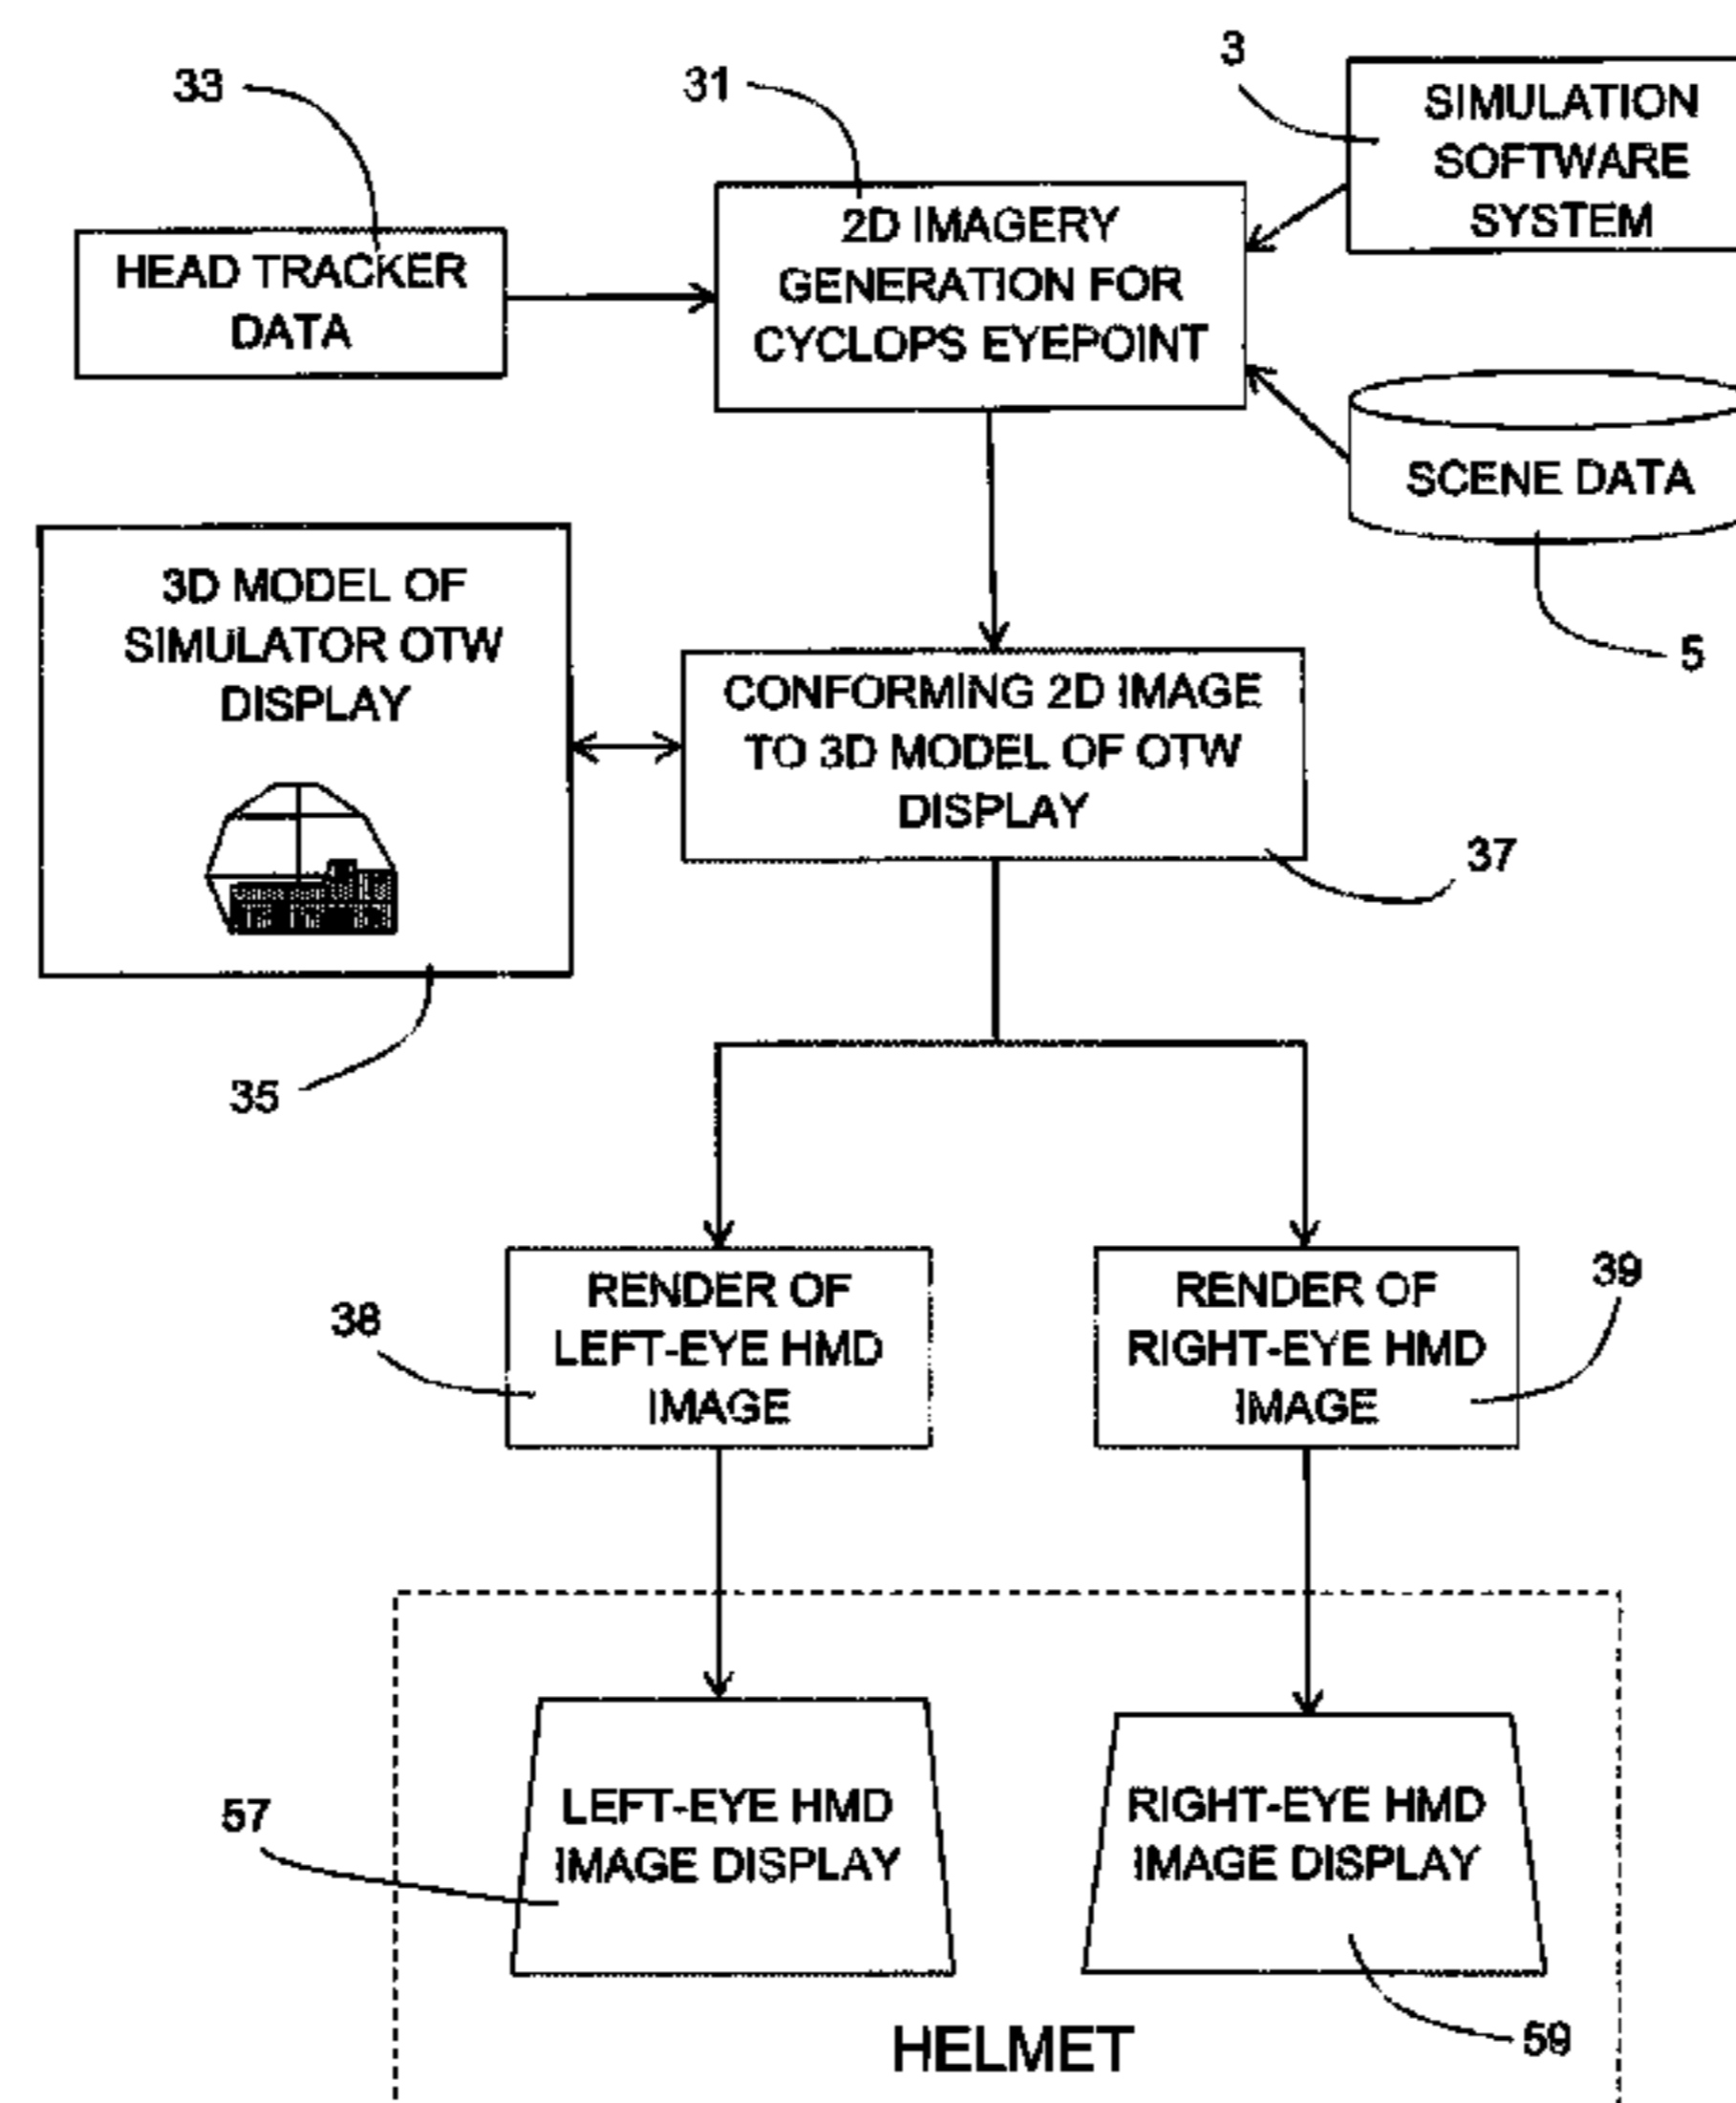 33
31
3
SIMULATION
SOFTWARE
SYSTEM
HEAD TRACKER
DATA
2D IMAGERY
GENERATION FOR
CYCLOPS EYEPOINT
SCENE DATA
5
3D MODEL OF
SIMULATOR OTW
DISPLAY
CONFORMING 2D IMAGE
TO 3D MODEL OF OTW
DISPLAY
37
35
RENDER OF
LEFT-EYE HMD
IMAGE
38
RENDER OF
RIGHT-EYE HMD
IMAGE
39
LEFT-EYE HMD
IMAGE DISPLAY
57
RIGHT-EYE HMD
IMAGE DISPLAY
59
HELMET